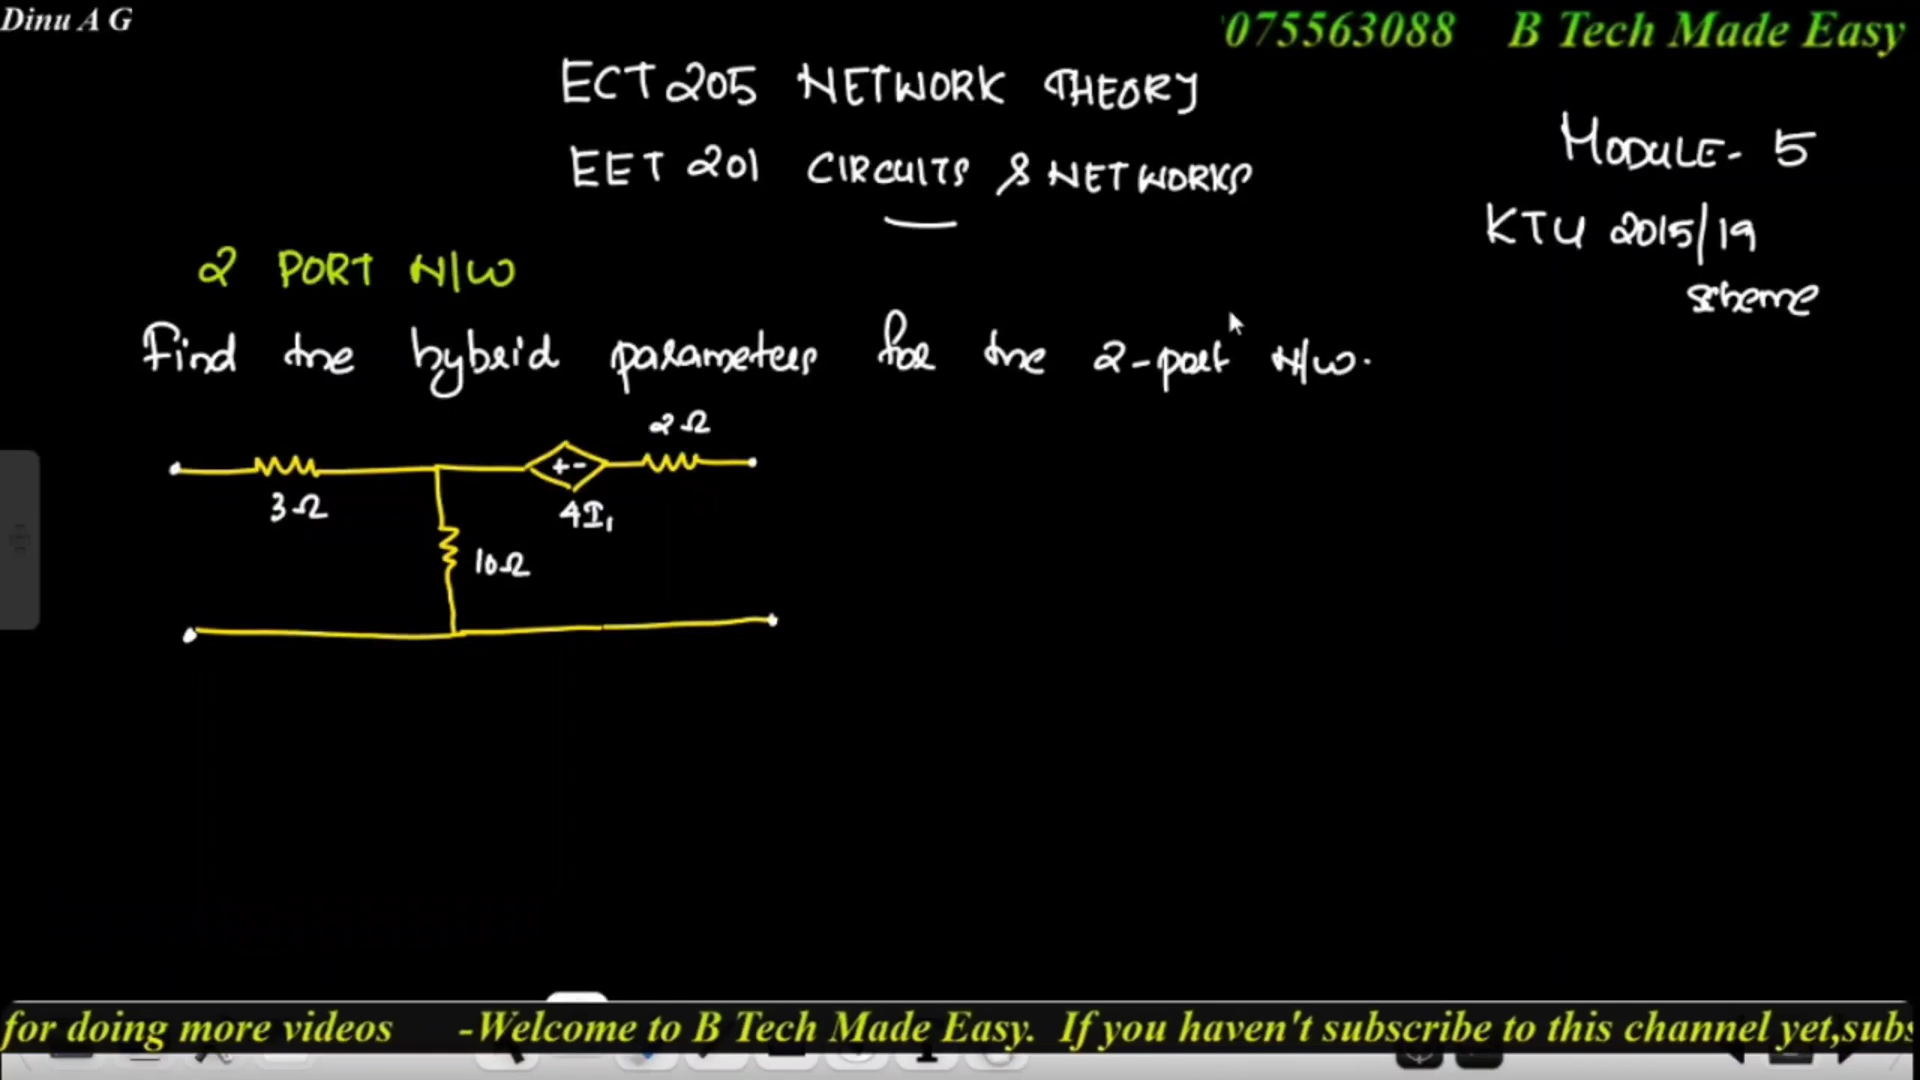 Dinu A G
'075563088 B Tech Made Easy
ECT 205 NETWORK THEORY
EET 201 CIRCUITS & NETWORKS
MODULE- 5
KTU 2015/19
scheme
2 PORT N/W
Find the hybrid parameters for the 2-port N/W.
2Ω
+-
3Ω
4I₁
10Ω
for doing more videos -Welcome to B Tech Made Easy. If you haven't subscribe to this channel yet,subs